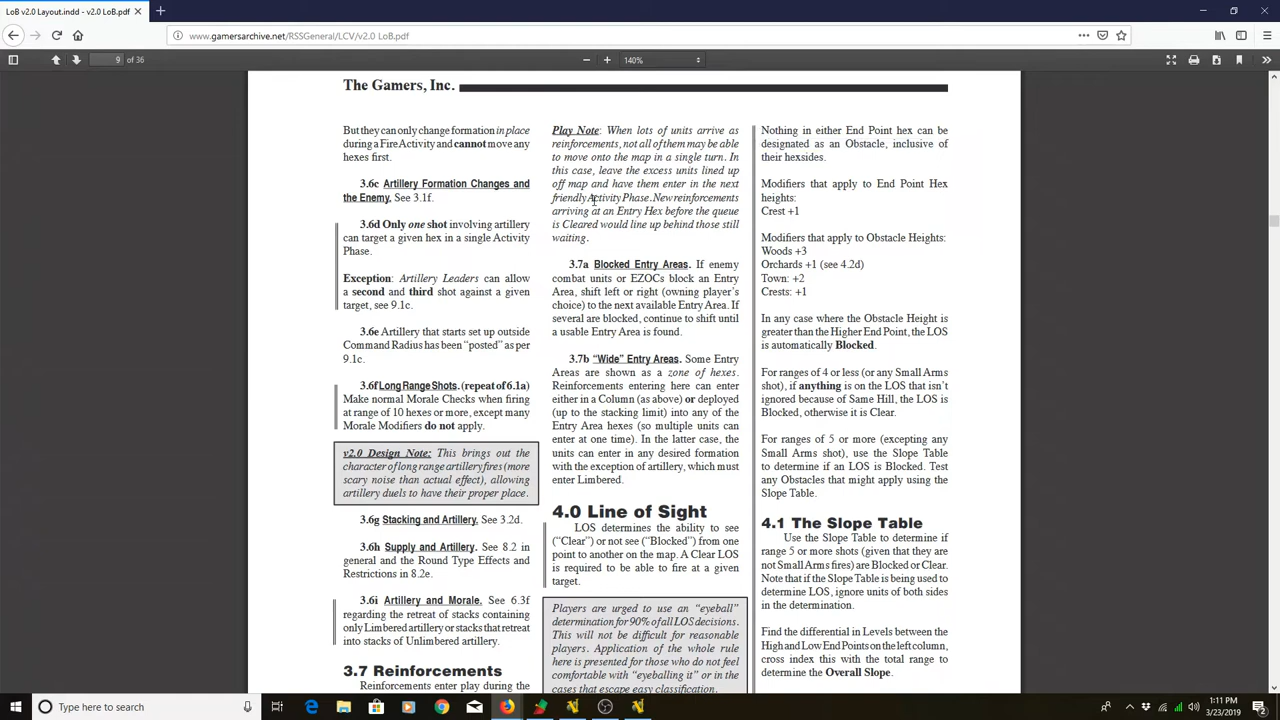 LoB v2.0 Layout.indd - v2.0 LoB.pdf
www.gamersarchive.net/RSSGeneral/LCV/v2.0 LoB.pdf
9 of 36
140%
The Gamers, Inc.
But they can only change formation in place
during a Fire Activity and cannot move any
hexes first.
3.6c Artillery Formation Changes and
the Enemy. See 3.1f.
3.6d Only one shot involving artillery
can target a given hex in a single Activity
Phase.
Exception: Artillery Leaders can allow
a second and third shot against a given
target, see 9.1c.
3.6e Artillery that starts set up outside
Command Radius has been “posted” as per
9.1c.
3.6f Long Range Shots. (repeat of 6.1a)
Make normal Morale Checks when firing
at range of 10 hexes or more, except many
Morale Modifiers do not apply.
v2.0 Design Note: This brings out the
character of long range artillery fires (more
scary noise than actual effect), allowing
artillery duels to have their proper place.
3.6g Stacking and Artillery. See 3.2d.
3.6h Supply and Artillery. See 8.2 in
general and the Round Type Effects and
Restrictions in 8.2e.
3.6i Artillery and Morale. See 6.3f
regarding the retreat of stacks containing
only Limbered artillery or stacks that retreat
into stacks of Unlimbered artillery.
3.7 Reinforcements
Reinforcements enter play during the
Play Note: When lots of units arrive as
reinforcements, not all of them may be able
to move onto the map in a single turn. In
this case, leave the excess units lined up
off map and have them enter in the next
friendly Activity Phase. New reinforcements
arriving at an Entry Hex before the queue
is Cleared would line up behind those still
waiting.
3.7a Blocked Entry Areas. If enemy
combat units or EZOCs block an Entry
Area, shift left or right (owning player’s
choice) to the next available Entry Area. If
several are blocked, continue to shift until
a usable Entry Area is found.
3.7b “Wide” Entry Areas. Some Entry
Areas are shown as a zone of hexes.
Reinforcements entering here can enter
either in a Column (as above) or deployed
(up to the stacking limit) into any of the
Entry Area hexes (so multiple units can
enter at one time). In the latter case, the
units can enter in any desired formation
with the exception of artillery, which must
enter Limbered.
4.0 Line of Sight
LOS determines the ability to see
(“Clear”) or not see (“Blocked”) from one
point to another on the map. A Clear LOS
is required to be able to fire at a given
target.
Players are urged to use an “eyeball”
determination for 90% of all LOS decisions.
This will not be difficult for reasonable
players. Application of the whole rule
here is presented for those who do not feel
comfortable with “eyeballing it” or in the
cases that escape easy classification.
Nothing in either End Point hex can be
designated as an Obstacle, inclusive of
their hexsides.
Modifiers that apply to End Point Hex
heights:
Crest +1
Modifiers that apply to Obstacle Heights:
Woods +3
Orchards +1 (see 4.2d)
Town: +2
Crests: +1
In any case where the Obstacle Height is
greater than the Higher End Point, the LOS
is automatically Blocked.
For ranges of 4 or less (or any Small Arms
shot), if anything is on the LOS that isn’t
ignored because of Same Hill, the LOS is
Blocked, otherwise it is Clear.
For ranges of 5 or more (excepting any
Small Arms shot), use the Slope Table
to determine if an LOS is Blocked. Test
any Obstacles that might apply using the
Slope Table.
4.1 The Slope Table
Use the Slope Table to determine if
range 5 or more shots (given that they are
not Small Arms fires) are Blocked or Clear.
Note that if the Slope Table is being used to
determine LOS, ignore units of both sides
in the determination.
Find the differential in Levels between the
High and Low End Points on the left column,
cross index this with the total range to
determine the Overall Slope.
Type here to search
1:11 PM
3/23/2019
2